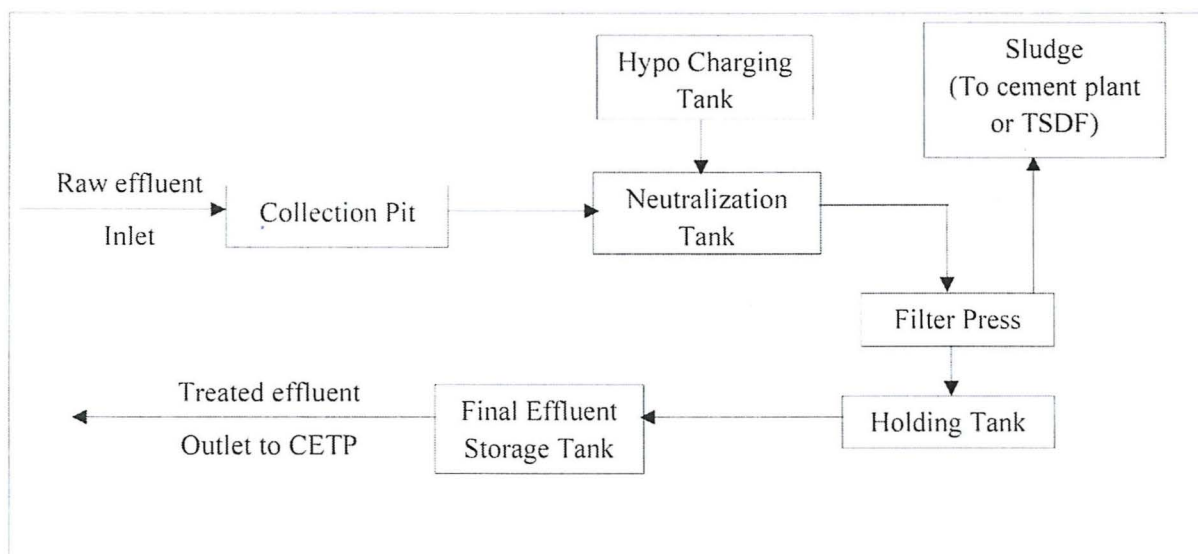 Hypo Charging
Tank
Sludge
(To cement plant
or TSDF)
Raw effluent
Inlet
Collection Pit
Neutralization
Tank
Filter Press
Treated effluent
Outlet to CETP
Final Effluent
Storage Tank
Holding Tank